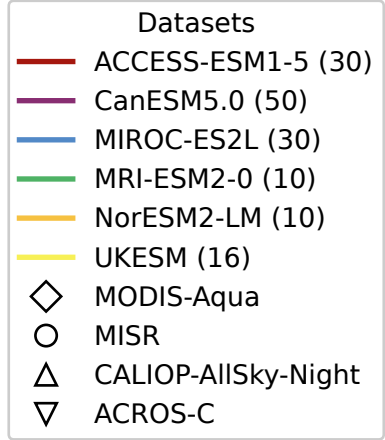 Datasets
ACCESS-ESM1-5 (30)
CanESM5.0 (50)
MIROC-ES2L (30)
MRI-ESM2-0 (10)
NorESM2-LM (10)
UKESM (16)
MODIS-Aqua
MISR
CALIOP-AllSky-Night
ACROS-C